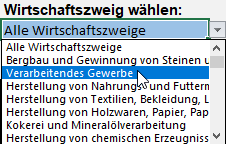 Wirtschaftszweig wählen:
Alle Wirtschaftszweige
Alle Wirtschaftszweige
Bergbau und Gewinnung von Steinen u
Verarbeitendes Gewerbe
Herstellung von Nahrungs- und Futterm
Herstellung von Textilien, Bekleidung, L
Herstellung von Holzwaren, Papier, Pap
Kokerei und Mineralölverarbeitung
Herstellung von chemischen Erzeugniss